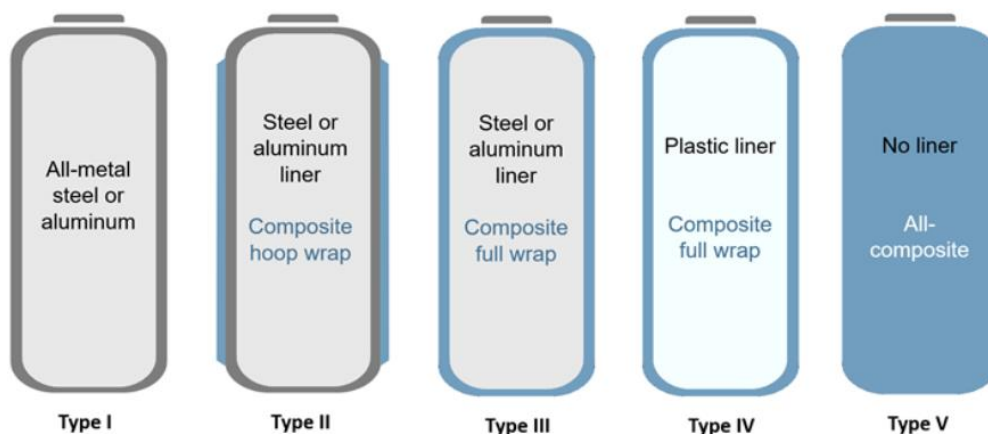 All-metal
steel or
aluminum
Steel or
aluminum
liner
Composite
hoop wrap
Steel or
aluminum
liner
Composite
full wrap
Plastic liner
Composite
full wrap
No liner
All-
composite
Type I
Type II
Type III
Type IV
Type V